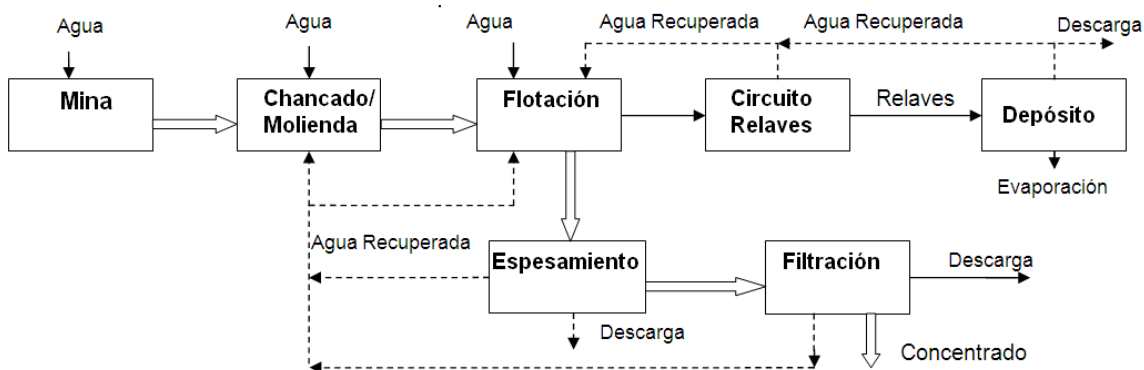 Agua
Agua
Agua
Agua Recuperada
Agua Recuperada
Descarga
Mina
Chancado/
Molienda
Flotación
Circuito
Relaves
Relaves
Depósito
Evaporación
Agua Recuperada
Espesamiento
Filtración
Descarga
Descarga
Concentrado